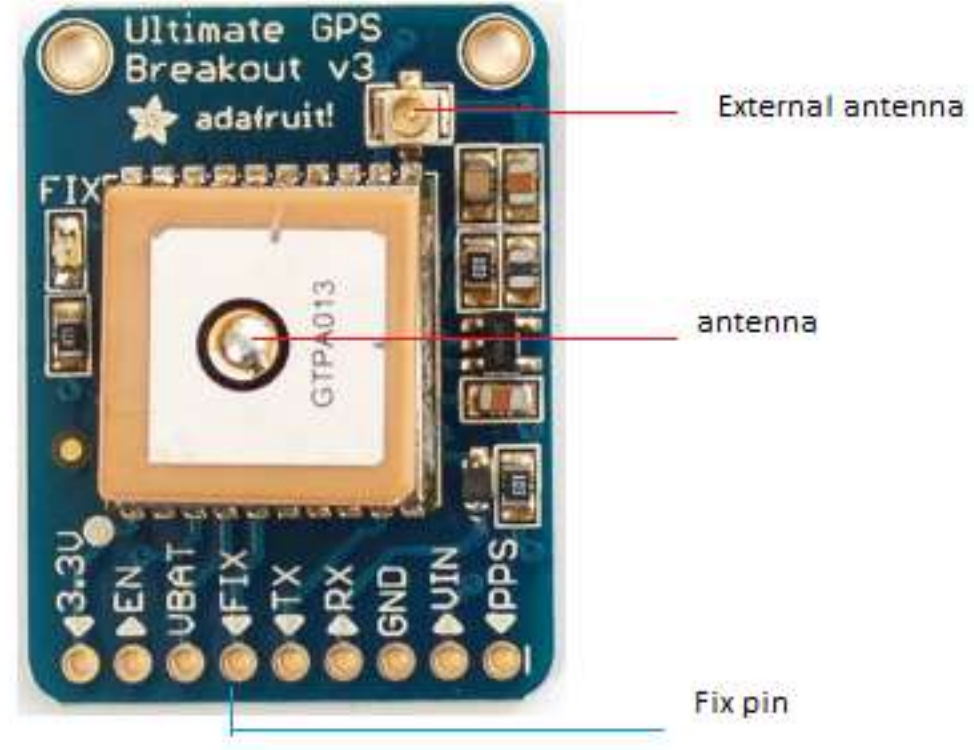 Ultimate GPS
Breakout v3
adafruit!
External antenna
FIX
GTPA013
antenna
3.3V
EN
VBAT
FIX
TX
RX
GND
VIN
PPS
Fix pin